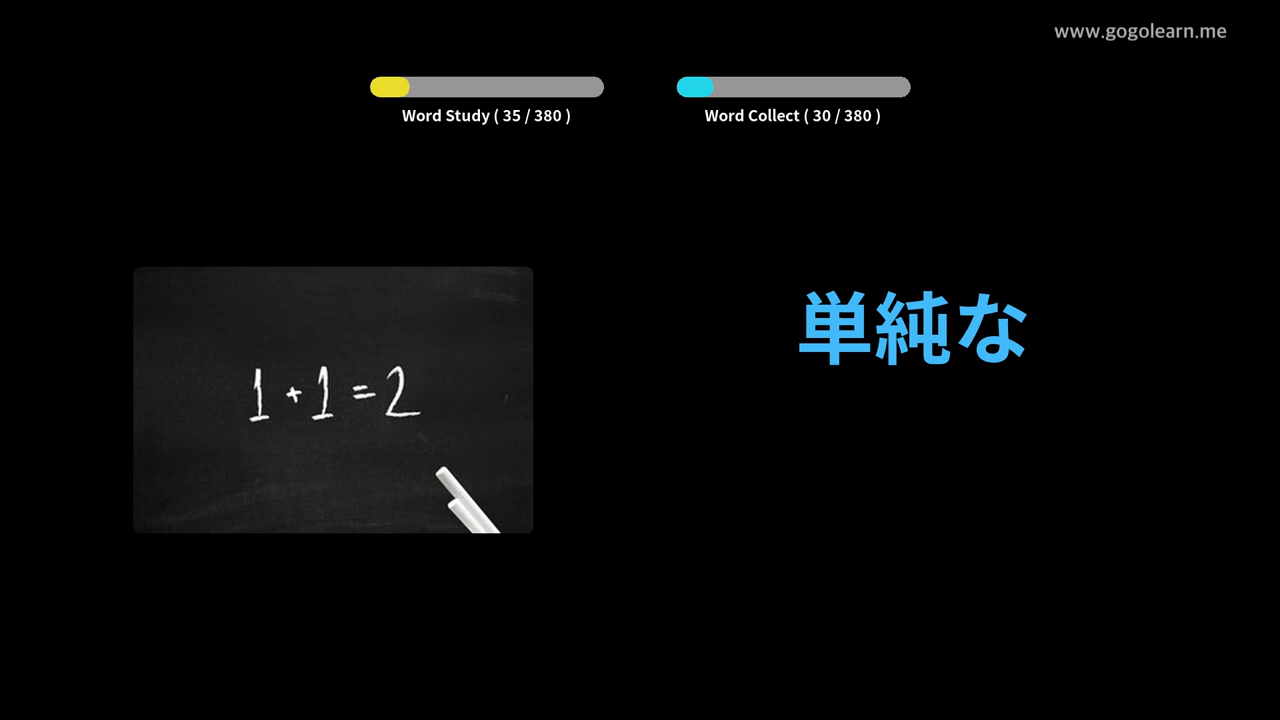 www.gogolearn.me
Word Study ( 35 / 380 )
Word Collect ( 30 / 380 )
単純な
1 + 1 = 2